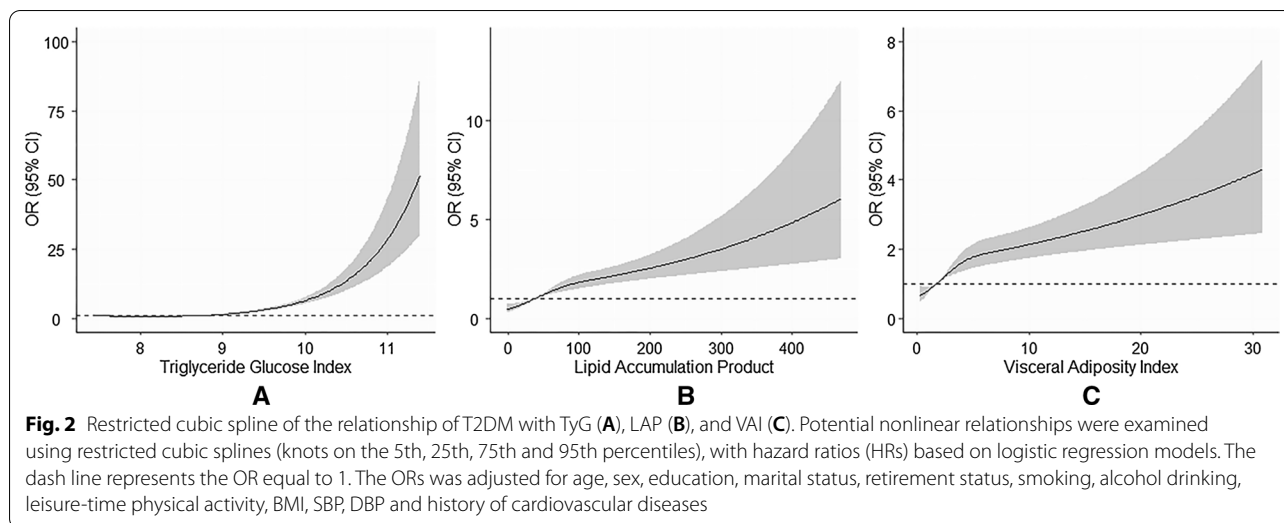 100
75
50
25
0
OR (95% CI)
8 9 10 11
Triglyceride Glucose Index
A
10
5
0
OR (95% CI)
0 100 200 300 400
Lipid Accumulation Product
B
8
6
4
2
0
OR (95% CI)
0 10 20 30
Visceral Adiposity Index
C
Fig. 2 Restricted cubic spline of the relationship of T2DM with TyG (A), LAP (B), and VAI (C). Potential nonlinear relationships were examined
using restricted cubic splines (knots on the 5th, 25th, 75th and 95th percentiles), with hazard ratios (HRs) based on logistic regression models. The
dash line represents the OR equal to 1. The ORs was adjusted for age, sex, education, marital status, retirement status, smoking, alcohol drinking,
leisure-time physical activity, BMI, SBP, DBP and history of cardiovascular diseases